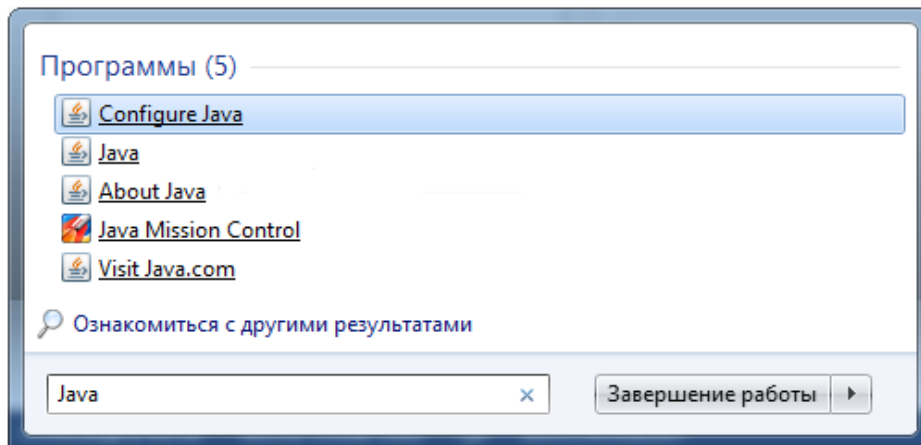 Программы (5)
Configure Java
Java
About Java
Java Mission Control
Visit Java.com
Ознакомиться с другими результатами
Java
Завершение работы